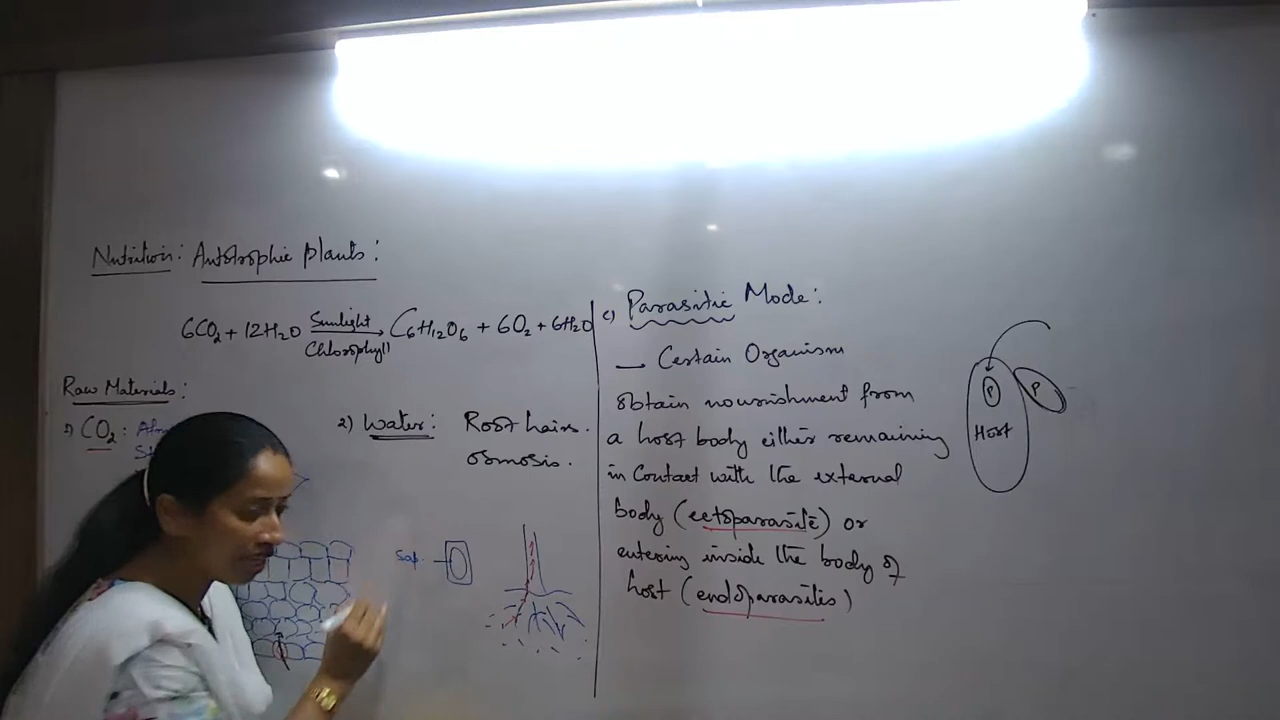 Nutrition: Autotrophic plants:
6CO2 + 12H2O Sunlight Chlorophyll C6H12O6 + 6O2 + 6H2O
Raw Materials:
1) CO2:
2) Water: Root hairs.
osmosis.
Sap
c) Parasitic Mode:
— Certain Organism
obtain nourishment from
a host body either remaining
in Contact with the external
body (ectoparasite) or
entering inside the body of
host (endoparasites)
P
P
Host